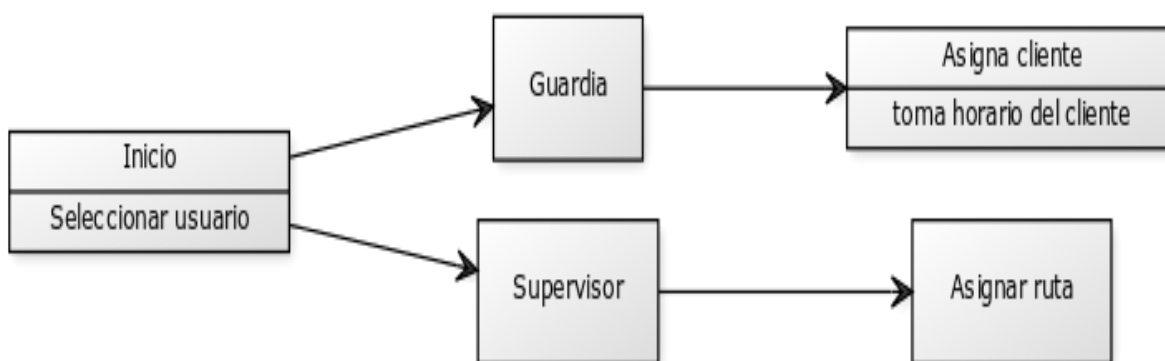 Inicio
Seleccionar usuario
Guardia
Asigna cliente
toma horario del cliente
Supervisor
Asignar ruta